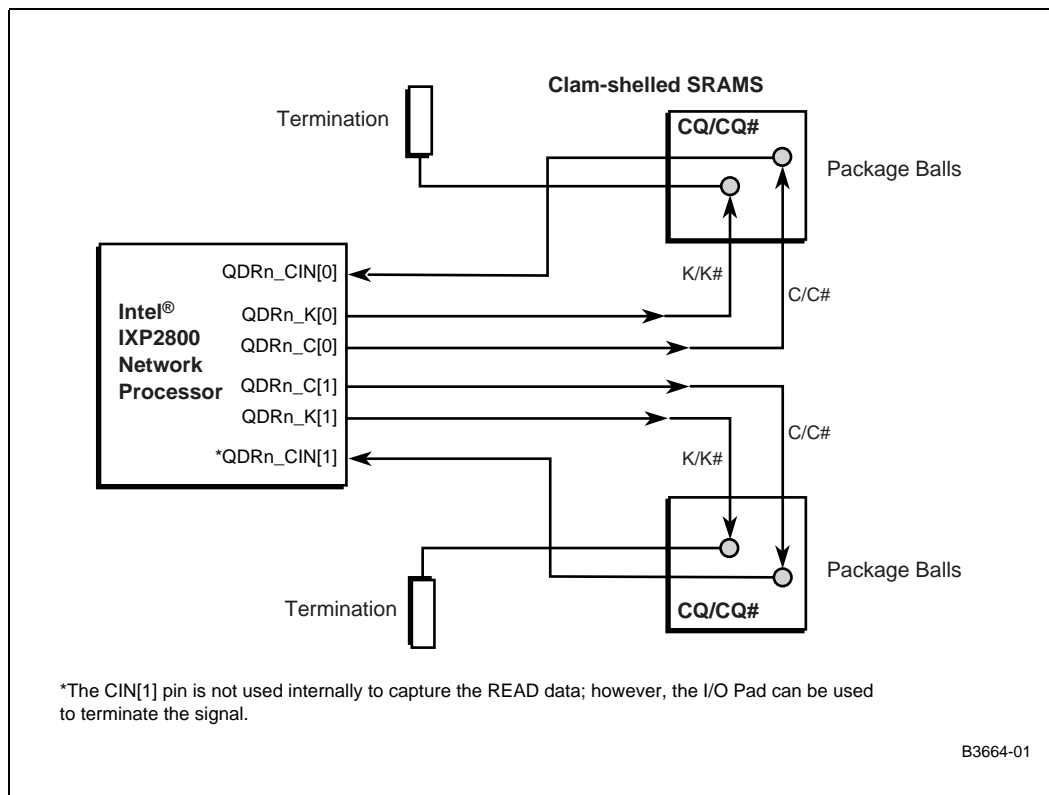 Clam-shelled SRAMS
Termination
CQ/CQ#
Package Balls
QDRn_CIN[0]
K/K#
C/C#
Intel®
IXP2800
Network
Processor
QDRn_K[0]
QDRn_C[0]
QDRn_C[1]
QDRn_K[1]
*QDRn_CIN[1]
C/C#
K/K#
Package Balls
Termination
CQ/CQ#
*The CIN[1] pin is not used internally to capture the READ data; however, the I/O Pad can be used
to terminate the signal.
B3664-01